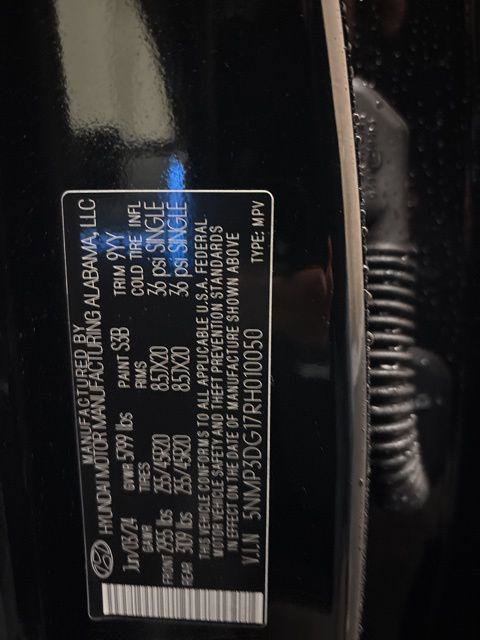 MANUFACTURED BY
HYUNDAI MOTOR MANUFACTURING ALABAMA, LLC
Jun/03/24 GVWR 5799 lbs PAINT S3B TRIM 9YY
GAWR TIRES RIMS COLD TIRE INFL
FRONT 2955 lbs 255/45R20 8.5JX20 36 psi SINGLE
REAR 3109 lbs 255/45R20 8.5JX20 36 psi SINGLE
THIS VEHICLE CONFORMS TO ALL APPLICABLE U.S.A. FEDERAL
MOTOR VEHICLE SAFETY AND THEFT PREVENTION STANDARDS
IN EFFECT ON THE DATE OF MANUFACTURE SHOWN ABOVE
V.I.N 5NMP3DG17RH010050 TYPE: MPV